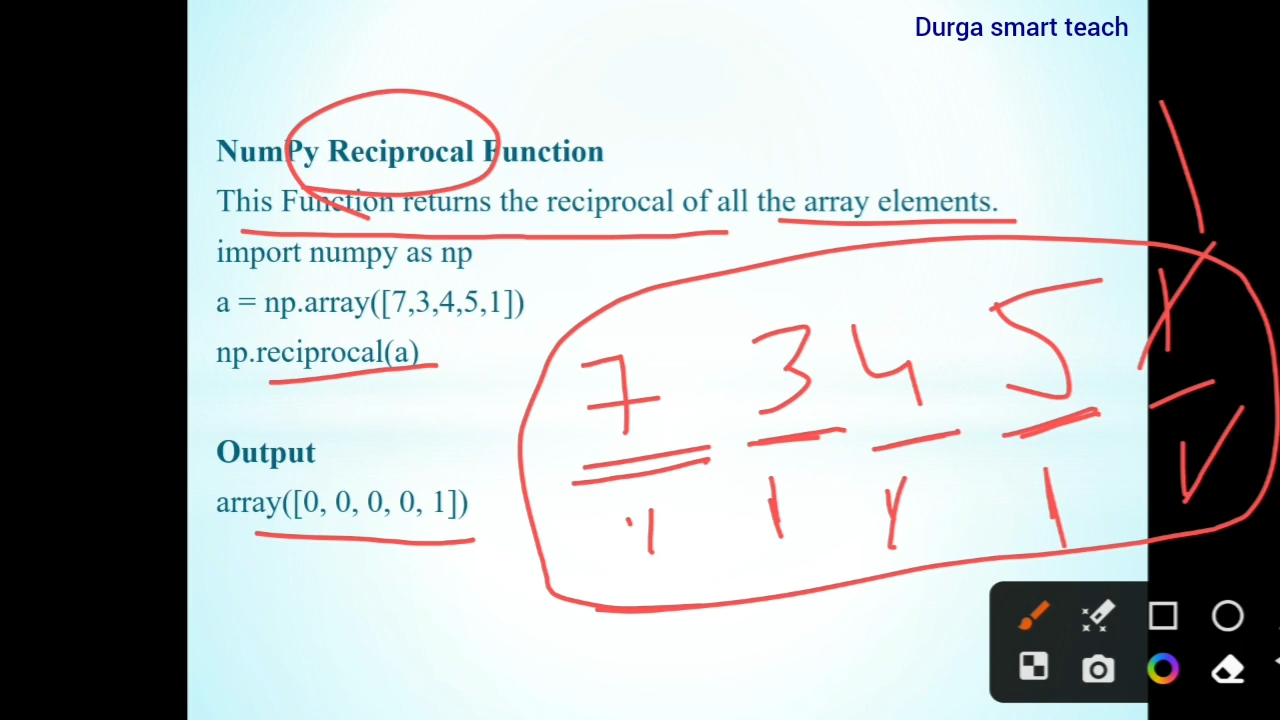 Durga smart teach
NumPy Reciprocal Function
This Function returns the reciprocal of all the array elements.
import numpy as np
a = np.array([7,3,4,5,1])
np.reciprocal(a)
7 3 4 5 1
1 1 1 1
Output
array([0, 0, 0, 0, 1])